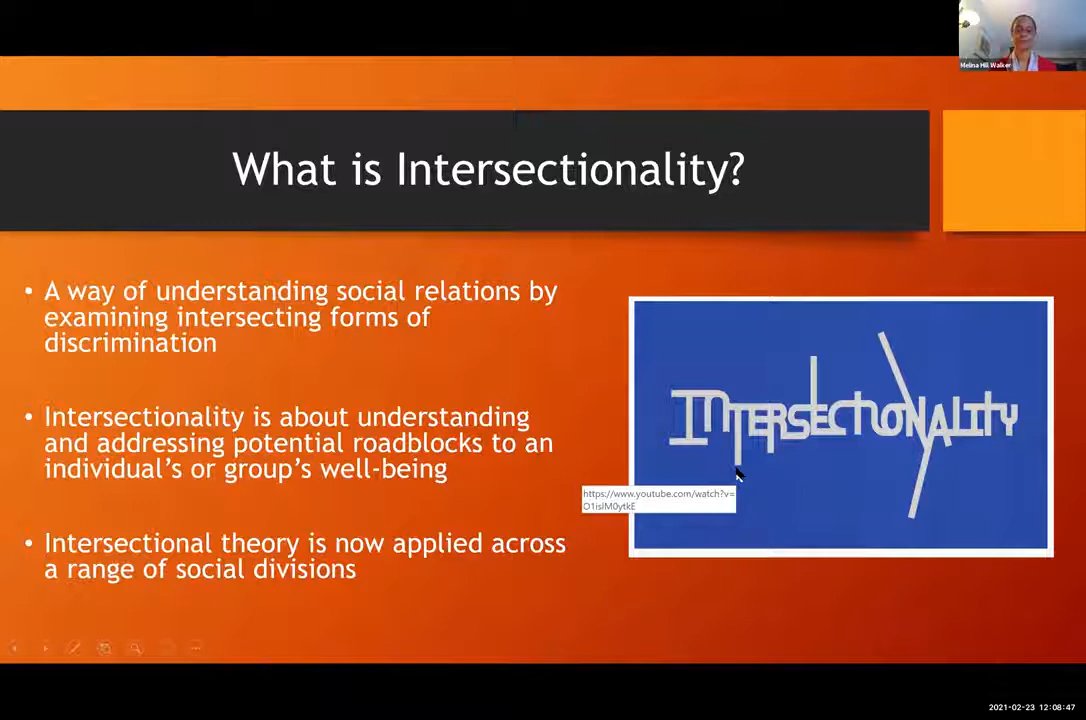 Melina Hill Walker
What is Intersectionality?
• A way of understanding social relations by
examining intersecting forms of
discrimination
• Intersectionality is about understanding
and addressing potential roadblocks to an
individual's or group's well-being
• Intersectional theory is now applied across
a range of social divisions
INTERSECTIONALITY
https://www.youtube.com/watch?v=
O1isIM0ytkE
2021-02-23 12:08:47